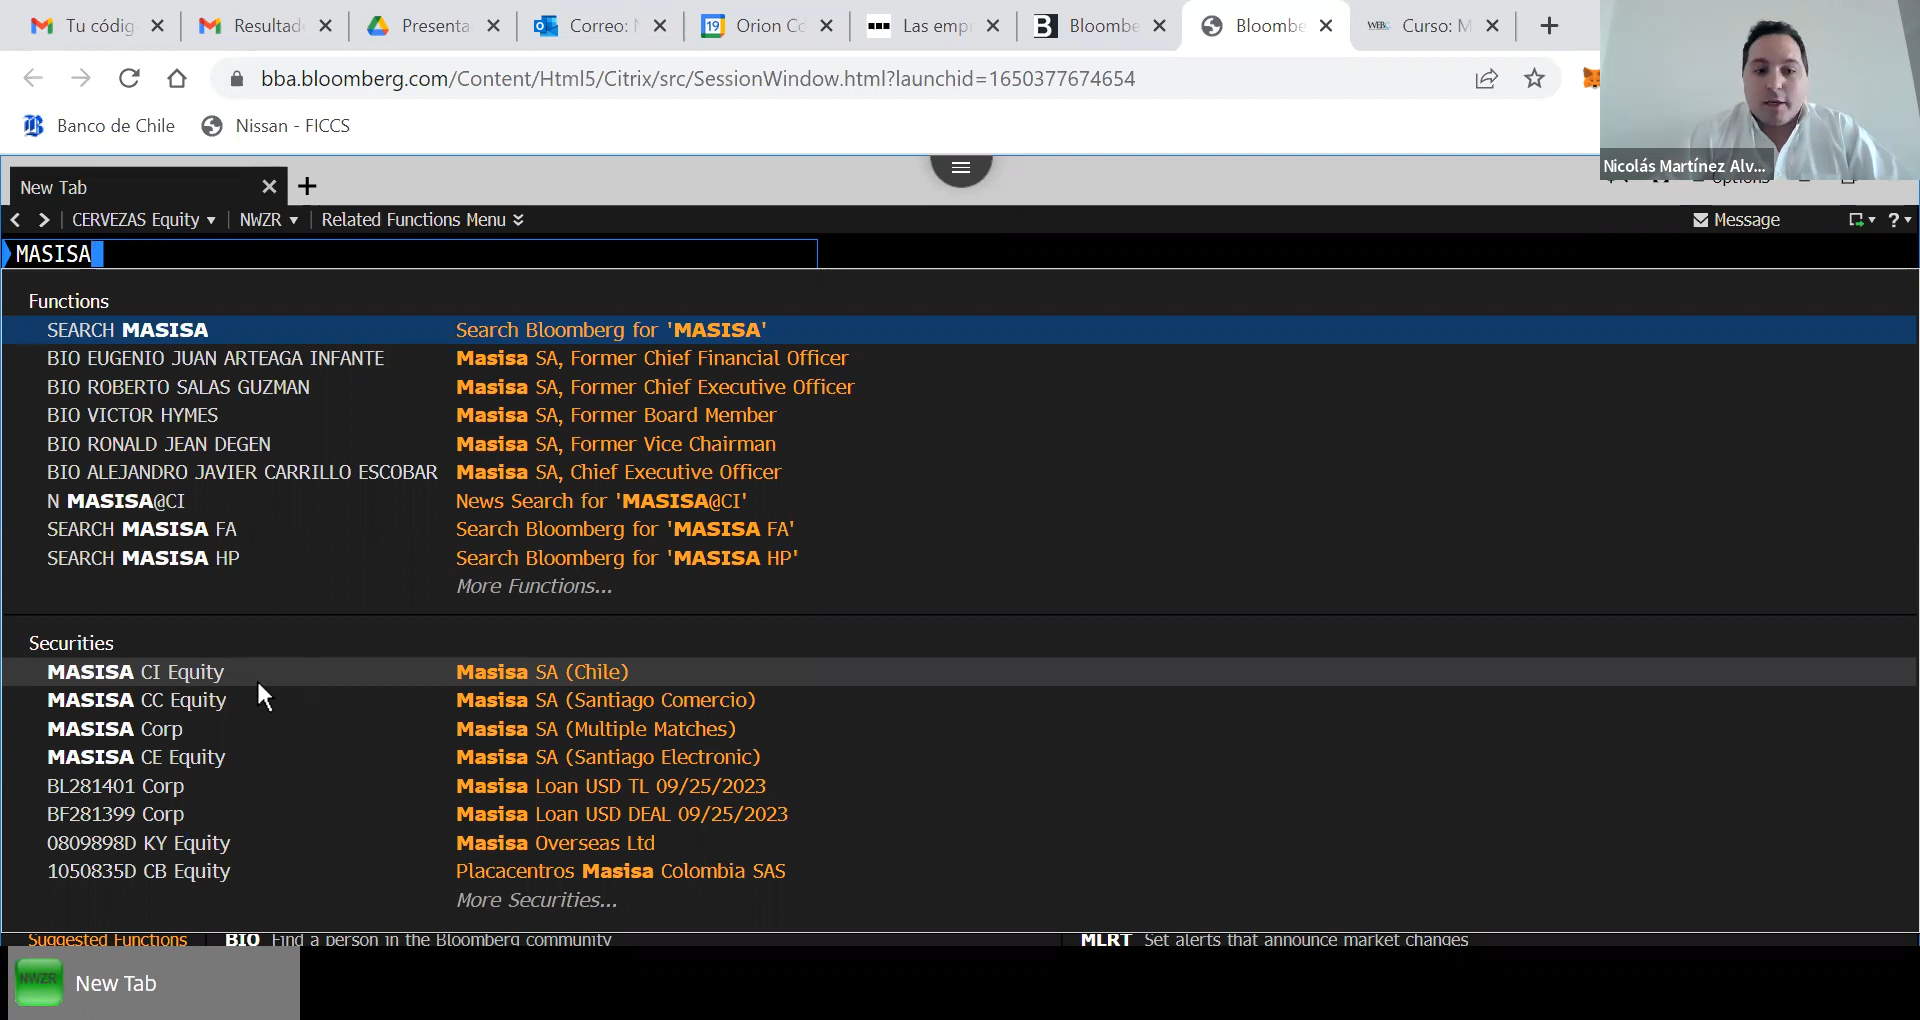 Tu códig
Resultad
Presenta
Correo: N
19 Orion Co
Las emp
B Bloombe
Bloombe
WEBC Curso: M
bba.bloomberg.com/Content/Html5/Citrix/src/SessionWindow.html?launchid=1650377674654
Banco de Chile
Nissan - FICCS
Nicolás Martínez Alv...
New Tab
Options
CERVEZAS Equity NWZR Related Functions Menu Message ?
MASISA
Functions
SEARCH MASISA Search Bloomberg for 'MASISA'
BIO EUGENIO JUAN ARTEAGA INFANTE Masisa SA, Former Chief Financial Officer
BIO ROBERTO SALAS GUZMAN Masisa SA, Former Chief Executive Officer
BIO VICTOR HYMES Masisa SA, Former Board Member
BIO RONALD JEAN DEGEN Masisa SA, Former Vice Chairman
BIO ALEJANDRO JAVIER CARRILLO ESCOBAR Masisa SA, Chief Executive Officer
N MASISA@CI News Search for 'MASISA@CI'
SEARCH MASISA FA Search Bloomberg for 'MASISA FA'
SEARCH MASISA HP Search Bloomberg for 'MASISA HP'
More Functions...
Securities
MASISA CI Equity Masisa SA (Chile)
MASISA CC Equity Masisa SA (Santiago Comercio)
MASISA Corp Masisa SA (Multiple Matches)
MASISA CE Equity Masisa SA (Santiago Electronic)
BL281401 Corp Masisa Loan USD TL 09/25/2023
BF281399 Corp Masisa Loan USD DEAL 09/25/2023
0809898D KY Equity Masisa Overseas Ltd
1050835D CB Equity Placacentros Masisa Colombia SAS
More Securities...
Suggested Functions BIO Find a person in the Bloomberg community MLRT Set alerts that announce market changes
NWZR New Tab